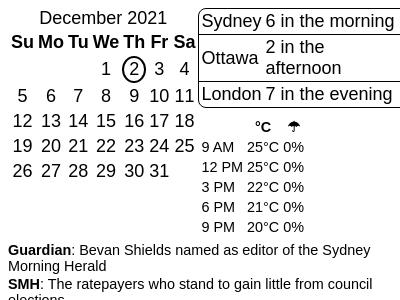 December 2021
Su Mo Tu We Th Fr Sa
1 2 3 4
5 6 7 8 9 10 11
12 13 14 15 16 17 18
19 20 21 22 23 24 25
26 27 28 29 30 31
Sydney 6 in the morning
Ottawa 2 in the
afternoon
London 7 in the evening
°C ☂
9 AM 25°C 0%
12 PM 25°C 0%
3 PM 22°C 0%
6 PM 21°C 0%
9 PM 20°C 0%
Guardian: Bevan Shields named as editor of the Sydney
Morning Herald
SMH: The ratepayers who stand to gain little from council
elections